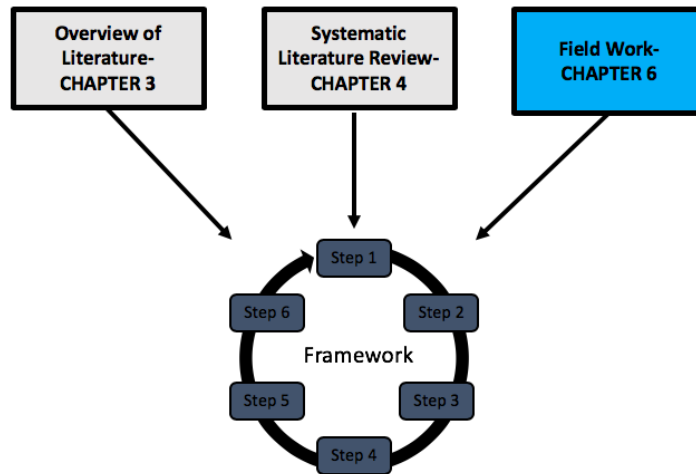 Overview of
Literature-
CHAPTER 3
Systematic
Literature Review-
CHAPTER 4
Field Work-
CHAPTER 6
Step 1
Step 6
Step 2
Framework
Step 5
Step 3
Step 4